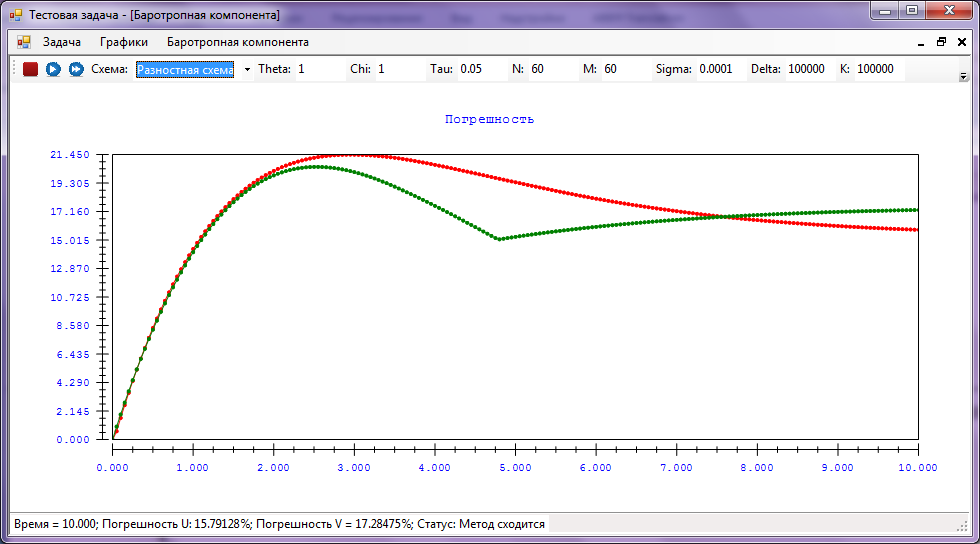 Тестовая задача - [Баротропная компонента]
Задача Графики Баротропная компонента
Схема: Разностная схема Theta: 1 Chi: 1 Tau: 0.05 N: 60 M: 60 Sigma: 0.0001 Delta: 100000 K: 100000
Погрешность
21.450
19.305
17.160
15.015
12.870
10.725
8.580
6.435
4.290
2.145
0.000
0.000 1.000 2.000 3.000 4.000 5.000 6.000 7.000 8.000 9.000 10.000
Время = 10.000; Погрешность U: 15.79128%; Погрешность V = 17.28475%; Статус: Метод сходится